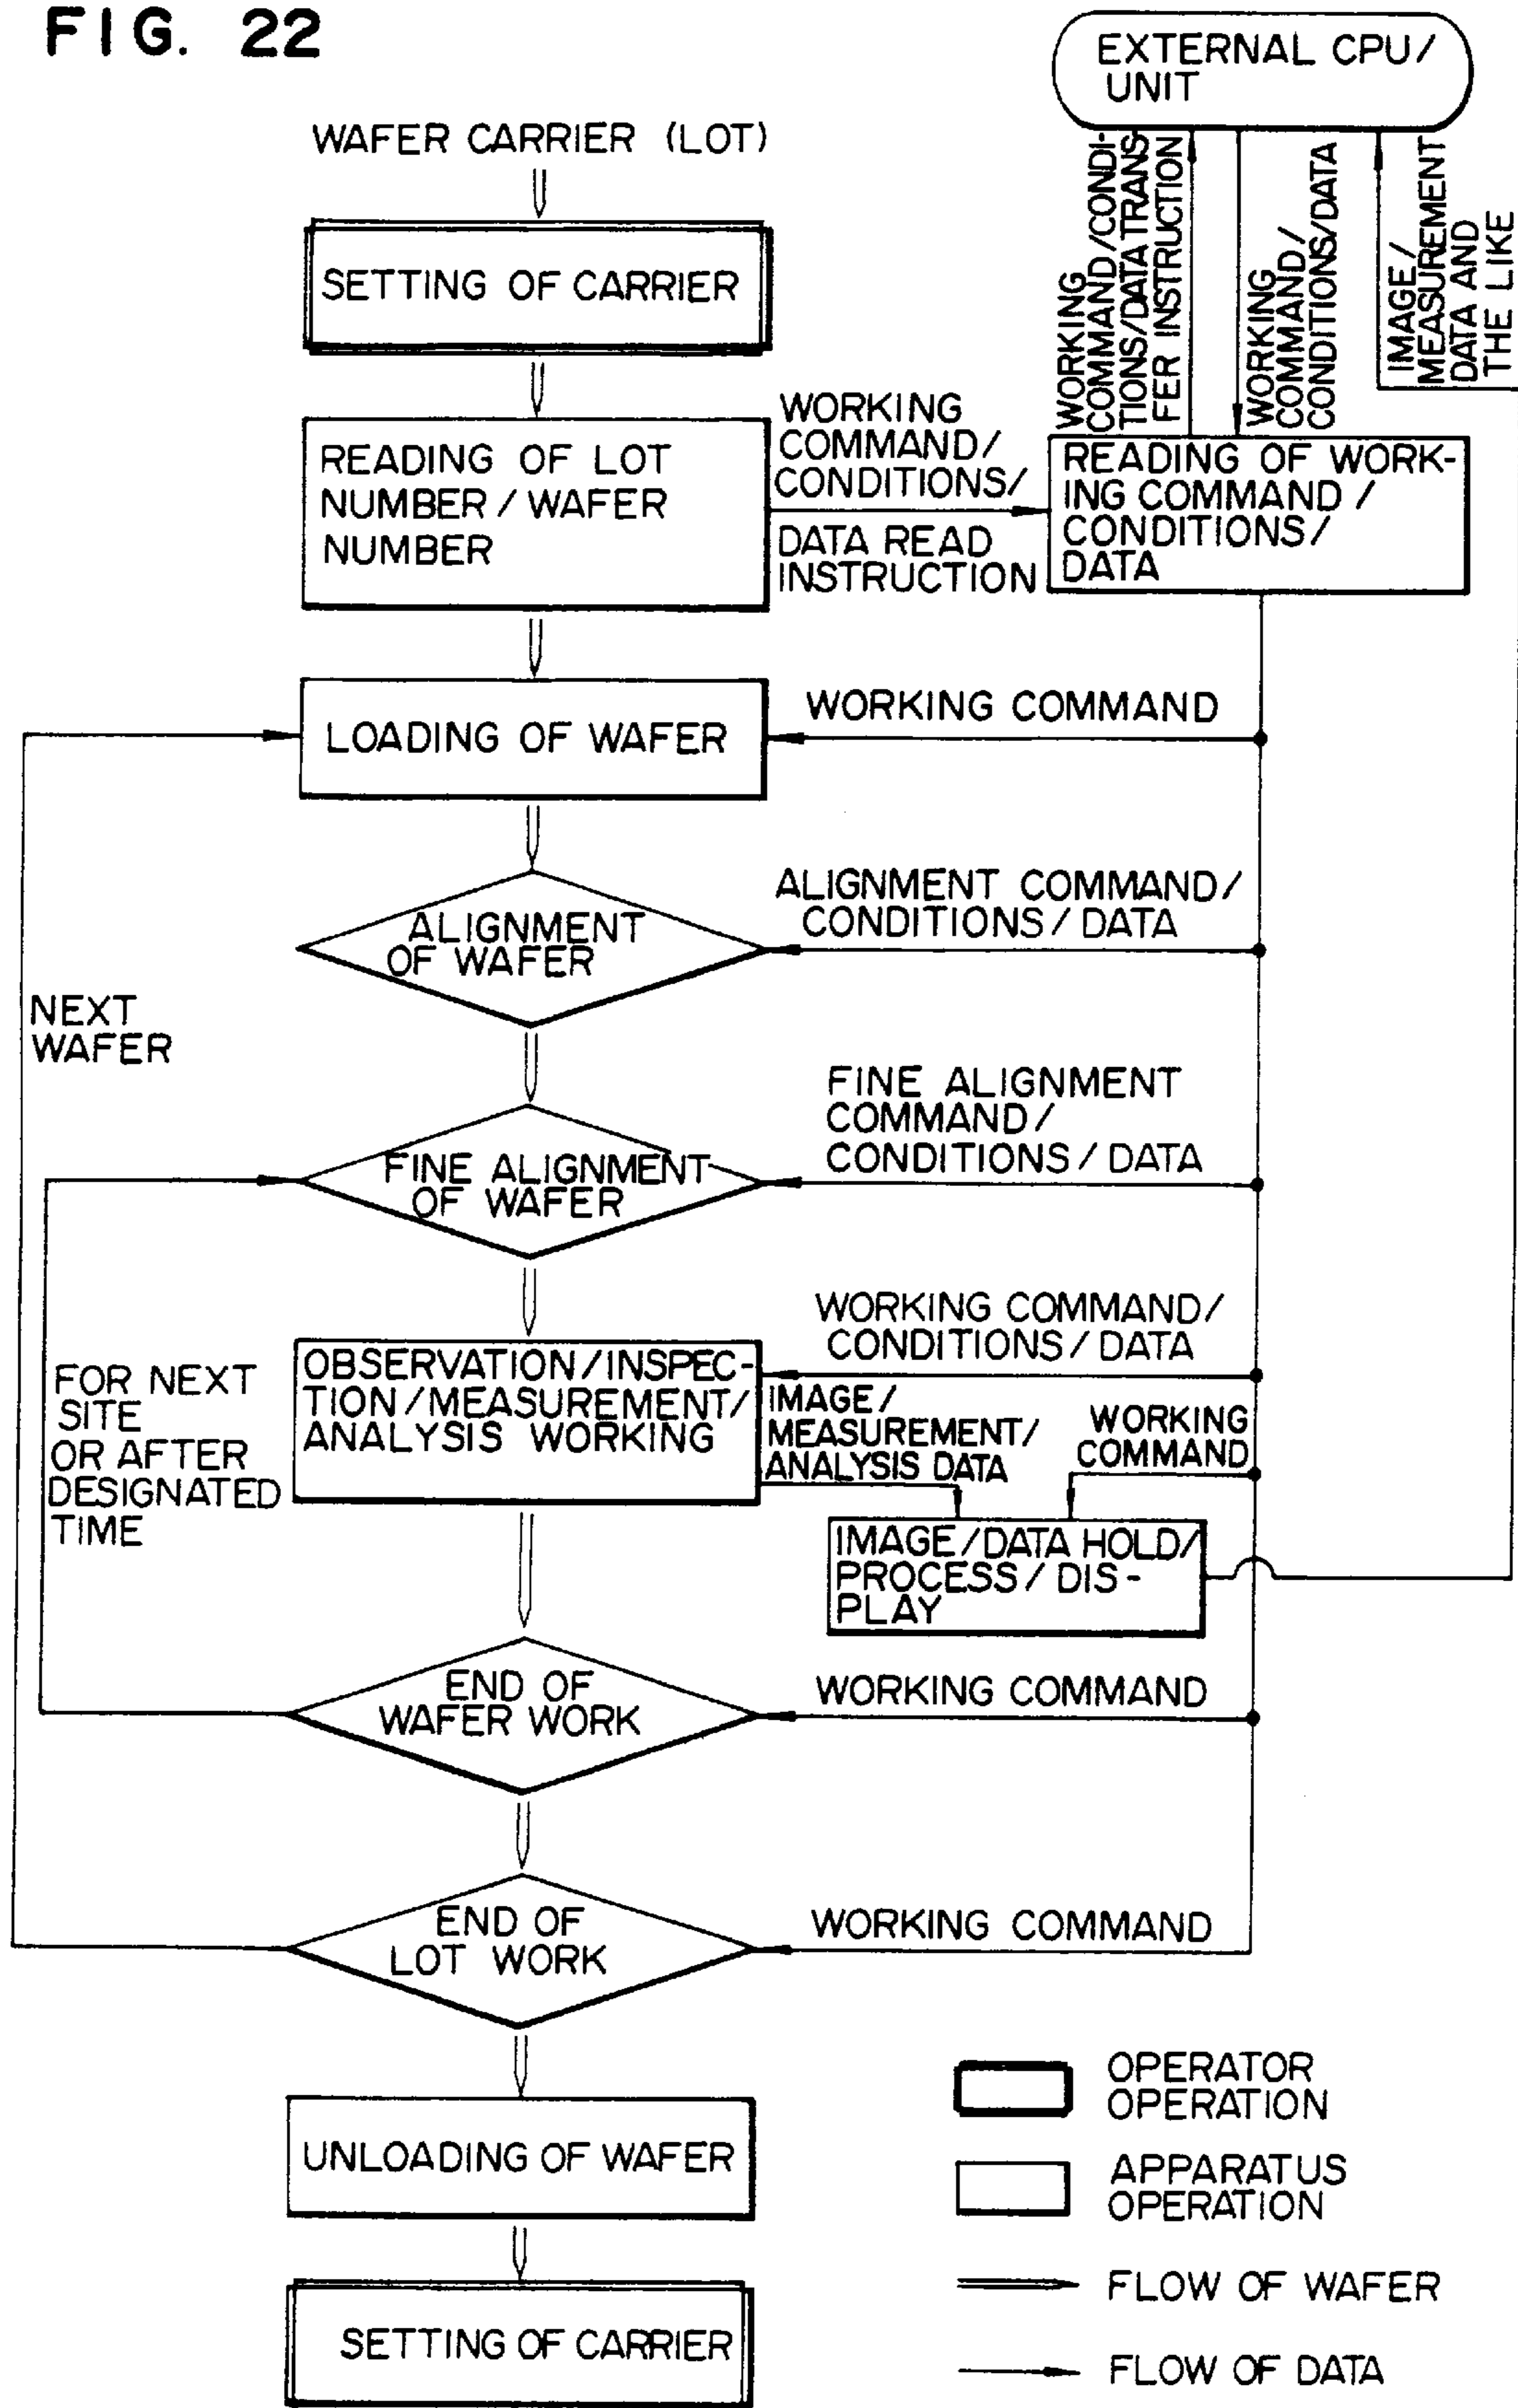 FIG. 22
EXTERNAL CPU/
UNIT
WAFER CARRIER (LOT)
WORKING
COMMAND/CONDI-
TIONS/DATA TRANS-
FER INSTRUCTION
WORKING
COMMAND/
CONDITIONS/DATA
IMAGE/
MEASUREMENT
DATA AND
THE LIKE
SETTING OF CARRIER
READING OF LOT
NUMBER / WAFER
NUMBER
WORKING
COMMAND/
CONDITIONS/
DATA READ
INSTRUCTION
READING OF WORK-
ING COMMAND /
CONDITIONS/
DATA
LOADING OF WAFER
WORKING COMMAND
ALIGNMENT
OF WAFER
ALIGNMENT COMMAND/
CONDITIONS / DATA
NEXT
WAFER
FINE ALIGNMENT
OF WAFER
FINE ALIGNMENT
COMMAND /
CONDITIONS / DATA
FOR NEXT
SITE
OR AFTER
DESIGNATED
TIME
OBSERVATION/INSPEC-
TION/MEASUREMENT/
ANALYSIS WORKING
WORKING COMMAND/
CONDITIONS / DATA
IMAGE/
MEASUREMENT/
ANALYSIS DATA
WORKING
COMMAND
IMAGE/DATA HOLD/
PROCESS / DIS-
PLAY
END OF
WAFER WORK
WORKING COMMAND
END OF
LOT WORK
WORKING COMMAND
UNLOADING OF WAFER
SETTING OF CARRIER
OPERATOR
OPERATION
APPARATUS
OPERATION
FLOW OF WAFER
FLOW OF DATA